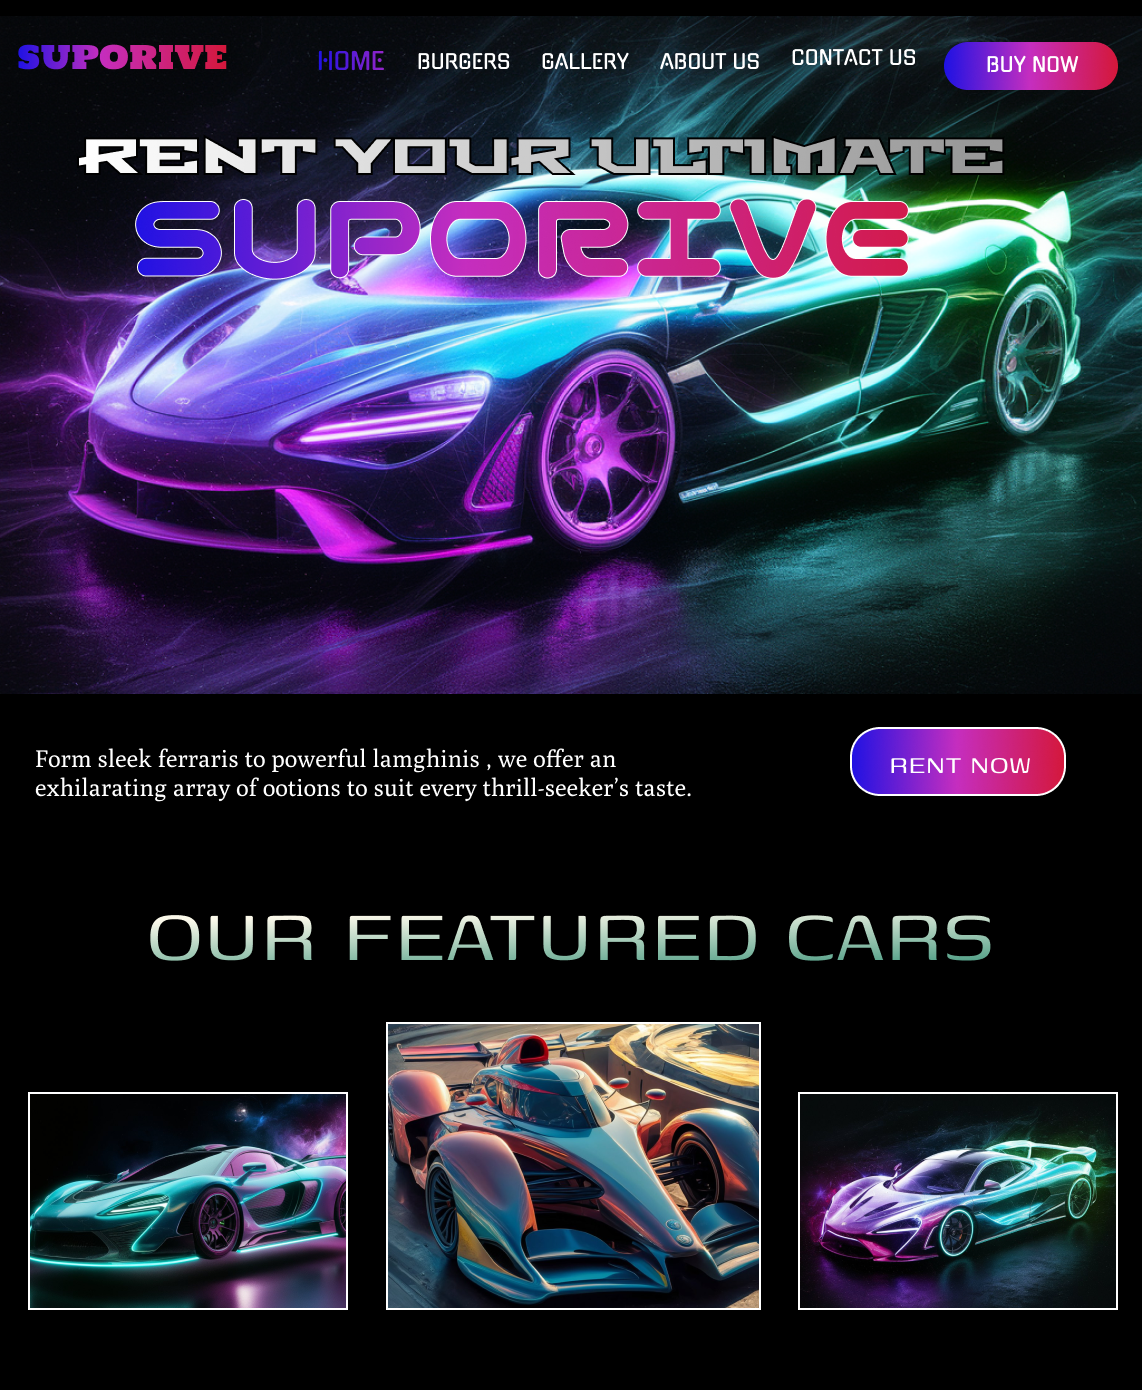 SUPORIVE
HOME
BURGERS
GALLERY
ABOUT US
CONTACT US
BUY NOW
RENT YOUR ULTIMATE
SUPORIVE
Form sleek ferraris to powerful lamghinis , we offer an
exhilarating array of ootions to suit every thrill-seeker’s taste.
RENT NOW
OUR FEATURED CARS